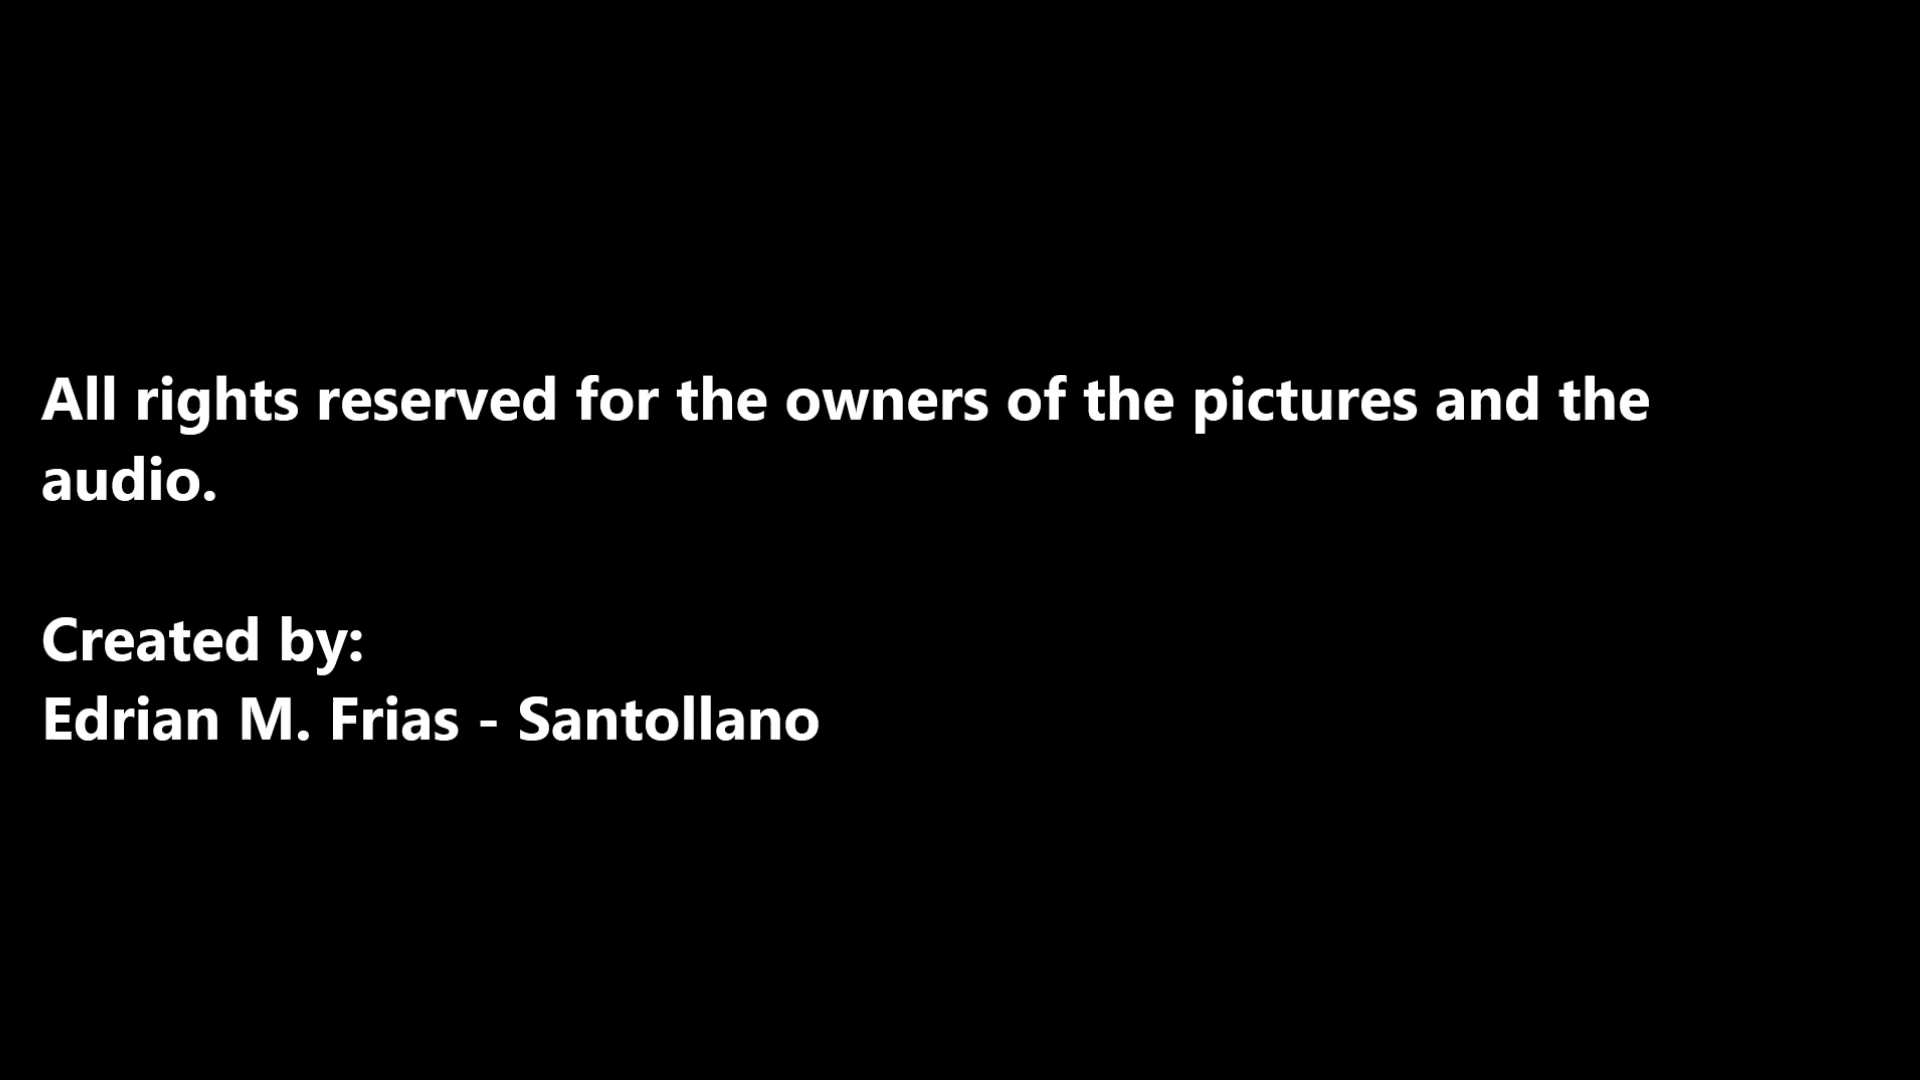 All rights reserved for the owners of the pictures and the
audio.
Created by:
Edrian M. Frias - Santollano